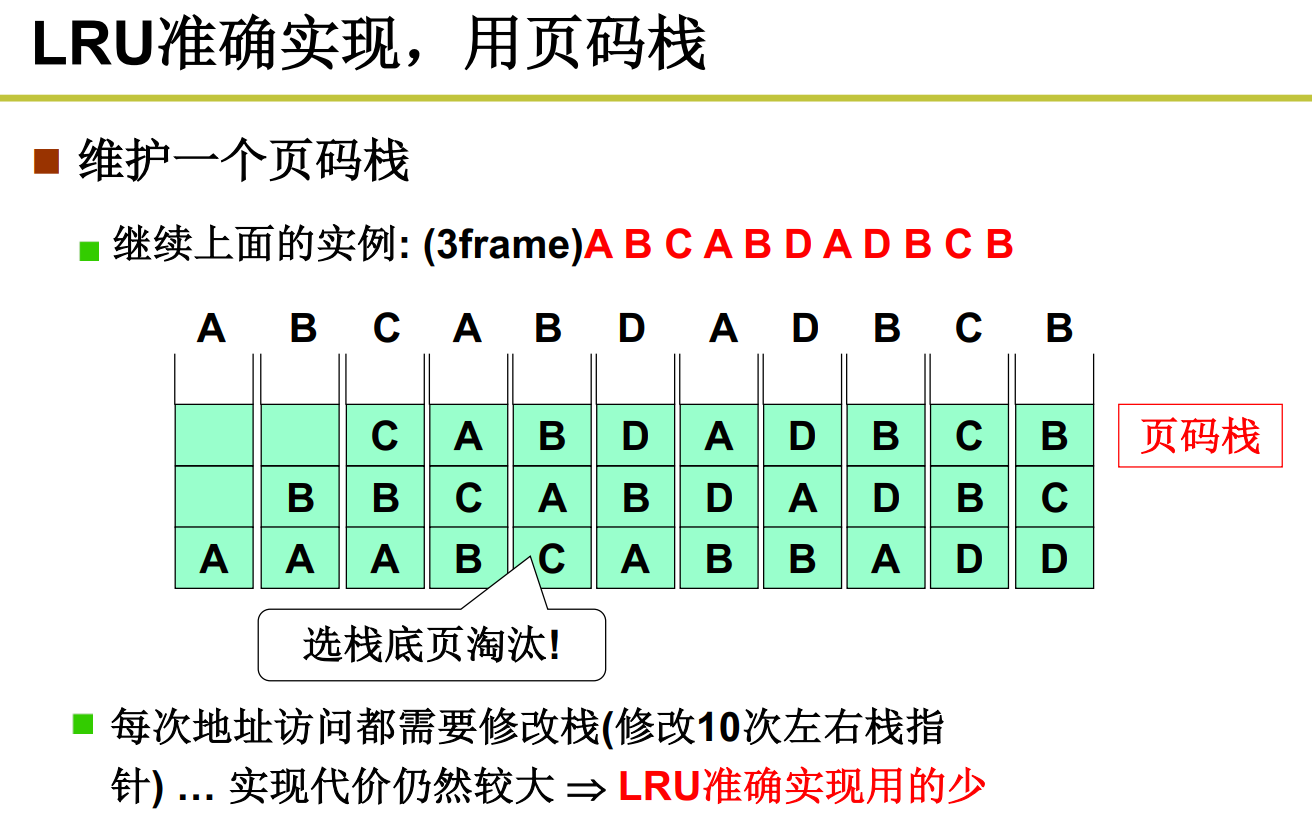 LRU准确实现，用页码栈
维护一个页码栈
继续上面的实例: (3frame)A B C A B D A D B C B
A B C A B D A D B C B
C A B D A D B C B 页码栈
B B C A B D A D B C
A A A B C A B B A D D
选栈底页淘汰!
每次地址访问都需要修改栈(修改10次左右栈指
针) … 实现代价仍然较大 ⇒ LRU准确实现用的少